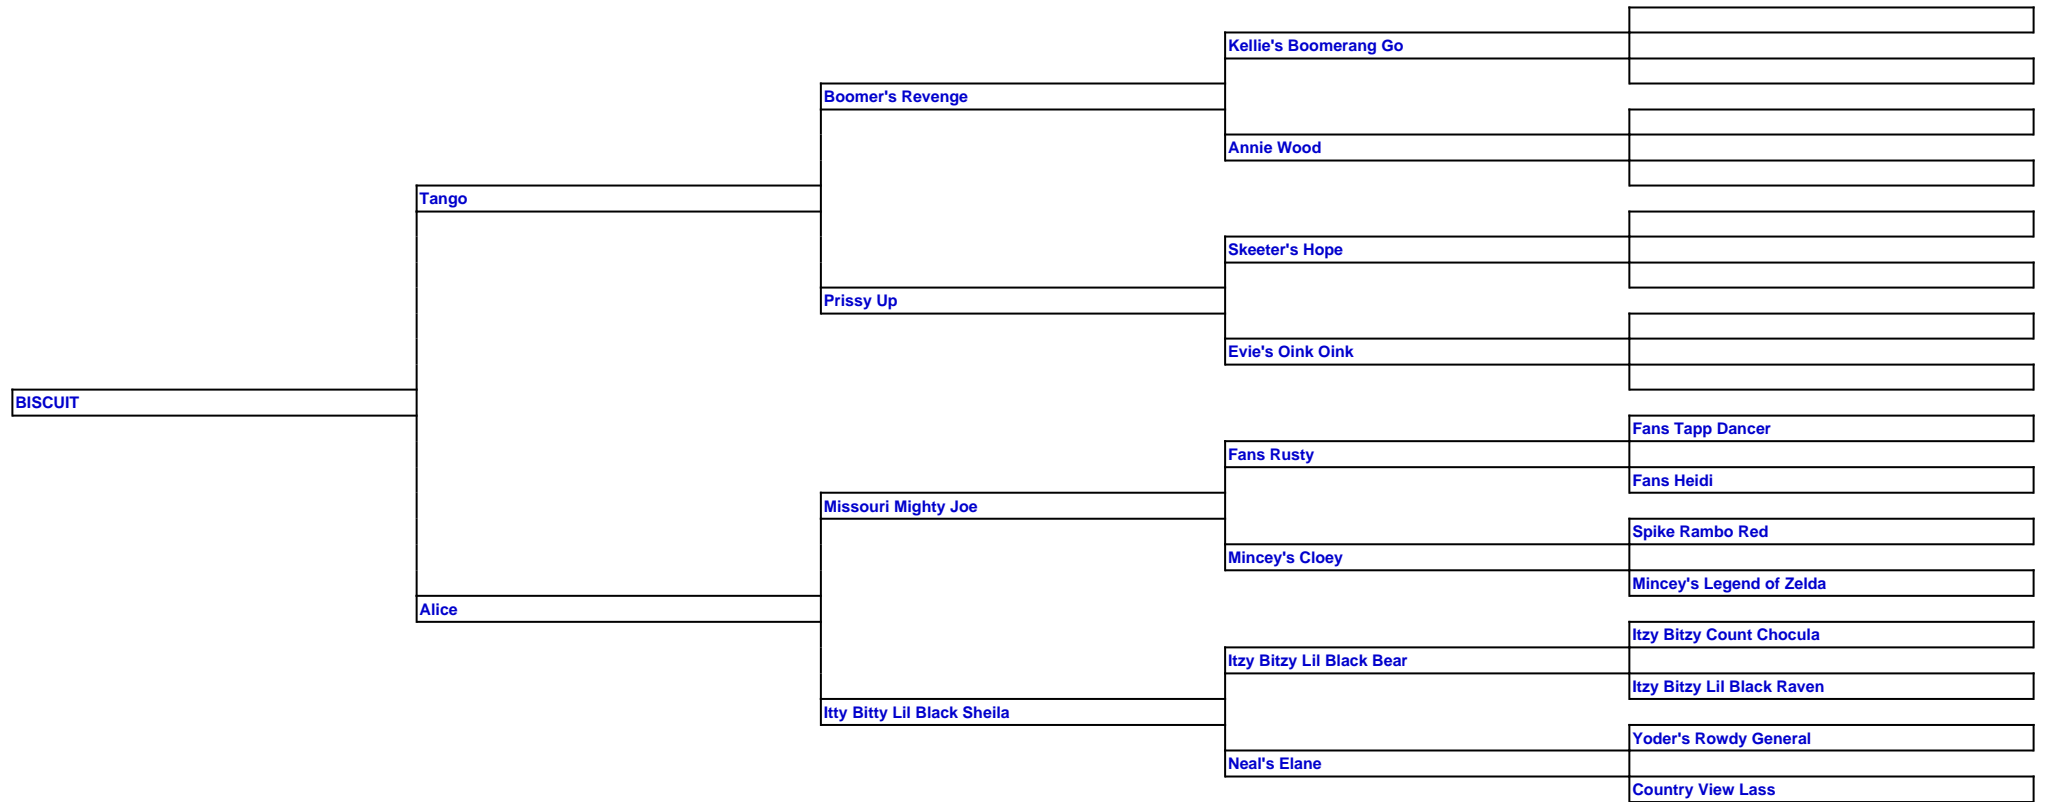 Kellie's Boomerang Go
Boomer's Revenge
Annie Wood
Tango
Skeeter's Hope
Prissy Up
Evie's Oink Oink
BISCUIT
Fans Tapp Dancer
Fans Rusty
Fans Heidi
Missouri Mighty Joe
Spike Rambo Red
Mincey's Cloey
Mincey's Legend of Zelda
Alice
Itzy Bitzy Count Chocula
Itzy Bitzy Lil Black Bear
Itzy Bitzy Lil Black Raven
Itty Bitty Lil Black Sheila
Yoder's Rowdy General
Neal's Elane
Country View Lass